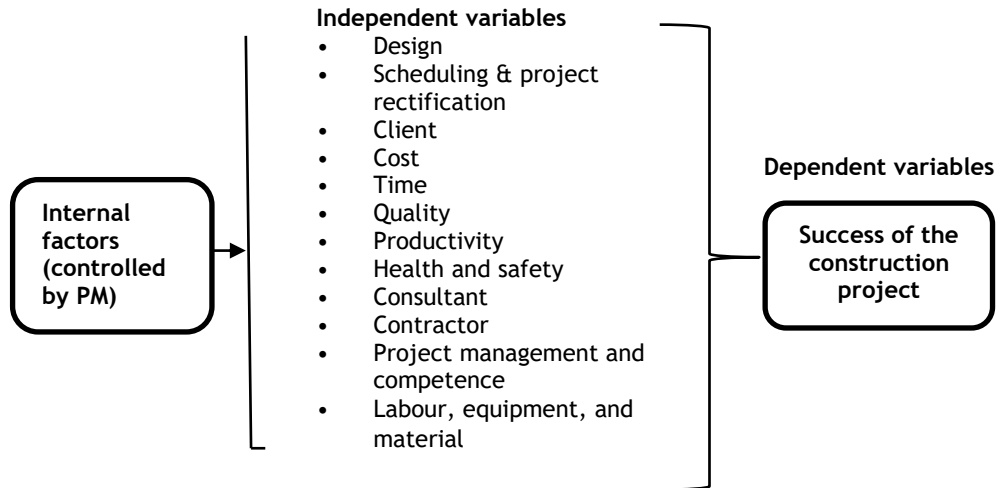 Independent variables
• Design
• Scheduling & project
rectification
• Client
• Cost
• Time
• Quality
• Productivity
• Health and safety
• Consultant
• Contractor
• Project management and
competence
• Labour, equipment, and
material
Internal
factors
(controlled
by PM)
Dependent variables
Success of the
construction
project